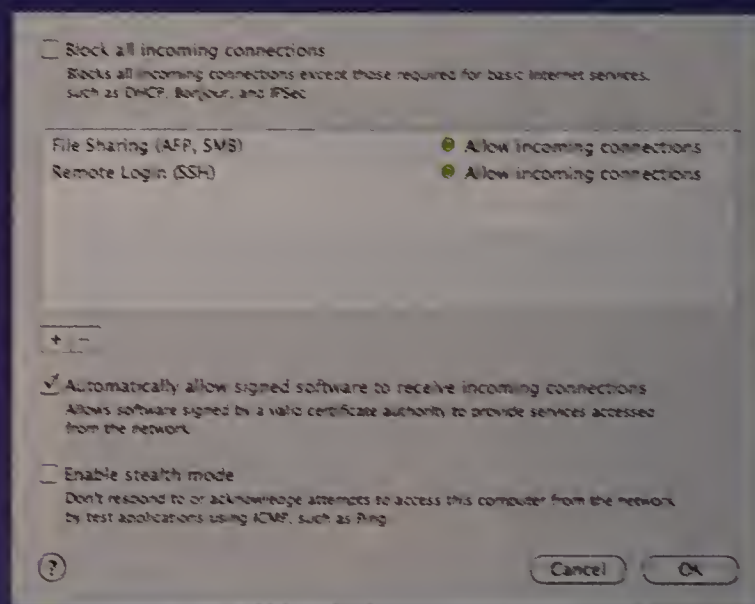 Block all incoming connections
Blocks all incoming connections except those required for basic Internet services,
such as DHCP, Bonjour, and IPSec
File Sharing (AFP, SMB)
Allow incoming connections
Remote Login (SSH)
Allow incoming connections
+ -
Automatically allow signed software to receive incoming connections
Allows software signed by a valid certificate authority to provide services accessed
from the network
Enable stealth mode
Don't respond to or acknowledge attempts to access this computer from the network
by test applications using ICMP, such as Ping
?
Cancel
OK